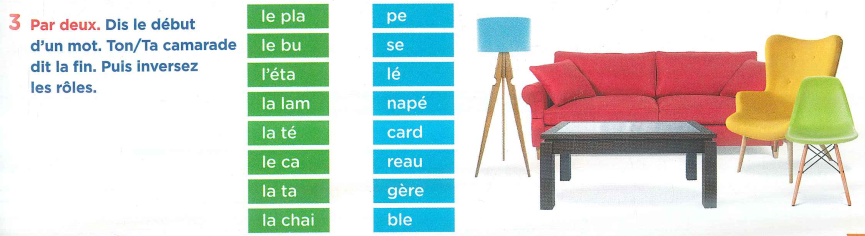 3 Par deux. Dis le début
d'un mot. Ton/Ta camarade
dit la fin. Puis inversez
les rôles.
le pla
le bu
l'éta
la lam
la té
le ca
la ta
la chai
pe
se
lé
napé
card
reau
gère
ble